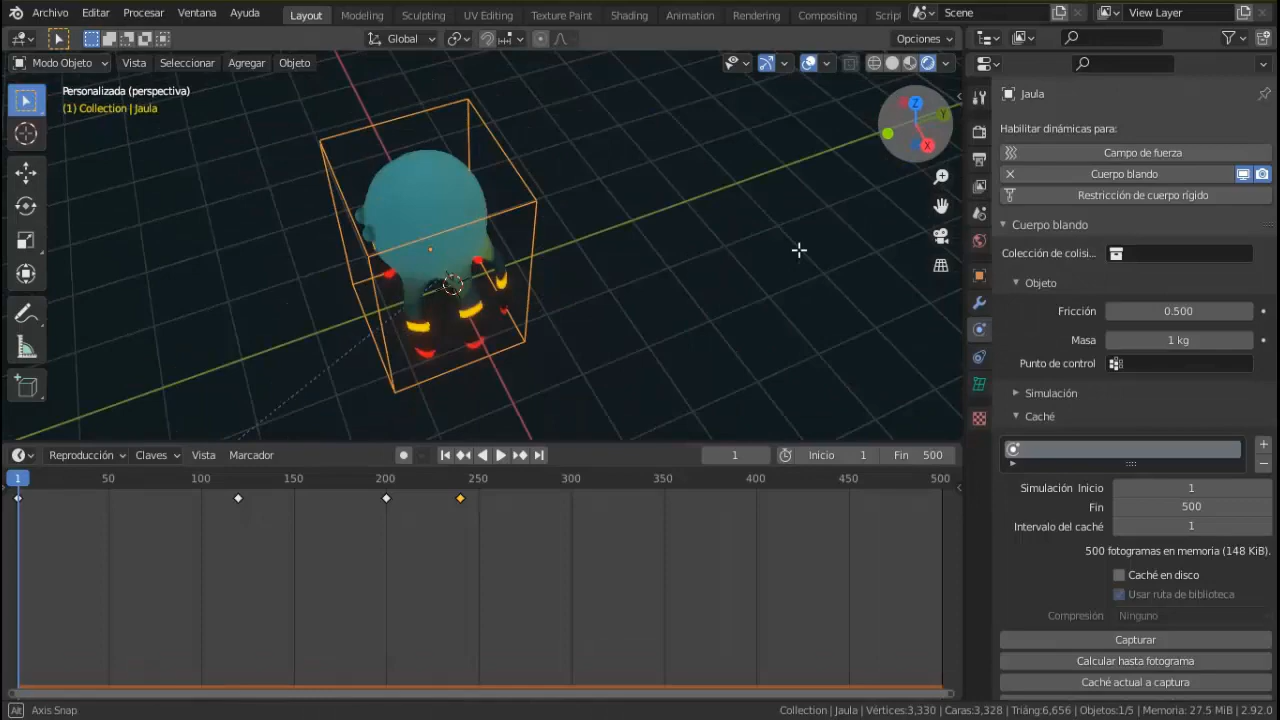 Archivo Editar Procesar Ventana Ayuda Layout Modeling Sculpting UV Editing Texture Paint Shading Animation Rendering Compositing Scrip Scene View Layer
Global Opciones
Modo Objeto Vista Seleccionar Agregar Objeto
Personalizada (perspectiva)
(1) Collection | Jaula
Z
Y
X
Jaula
Habilitar dinámicas para:
Campo de fuerza
Cuerpo blando
Restricción de cuerpo rígido
Cuerpo blando
Colección de colisi...
Objeto
Fricción 0.500
Masa 1 kg
Punto de control
Simulación
Caché
Simulación Inicio 1
Fin 500
Intervalo del caché 1
500 fotogramas en memoria (148 KiB).
Caché en disco
Usar ruta de biblioteca
Compresión Ninguno
Capturar
Calcular hasta fotograma
Caché actual a captura
Reproducción Claves Vista Marcador 1 Inicio 1 Fin 500
1 50 100 150 200 250 300 350 400 450 500
Alt Axis Snap Collection | Jaula | Vértices:3,330 | Caras:3,328 | Triáng:6,656 | Objetos:1/5 | Memoria: 27.5 MiB | 2.92.0